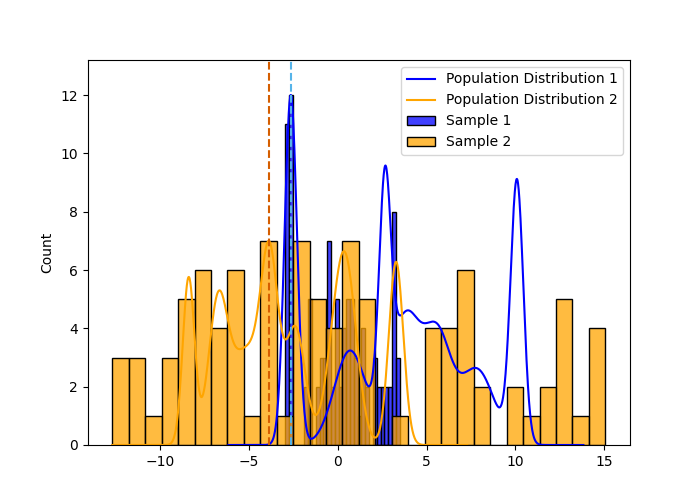 Population Distribution 1
Population Distribution 2
Sample 1
Sample 2
Count
12
10
8
6
4
2
0
−10
−5
0
5
10
15